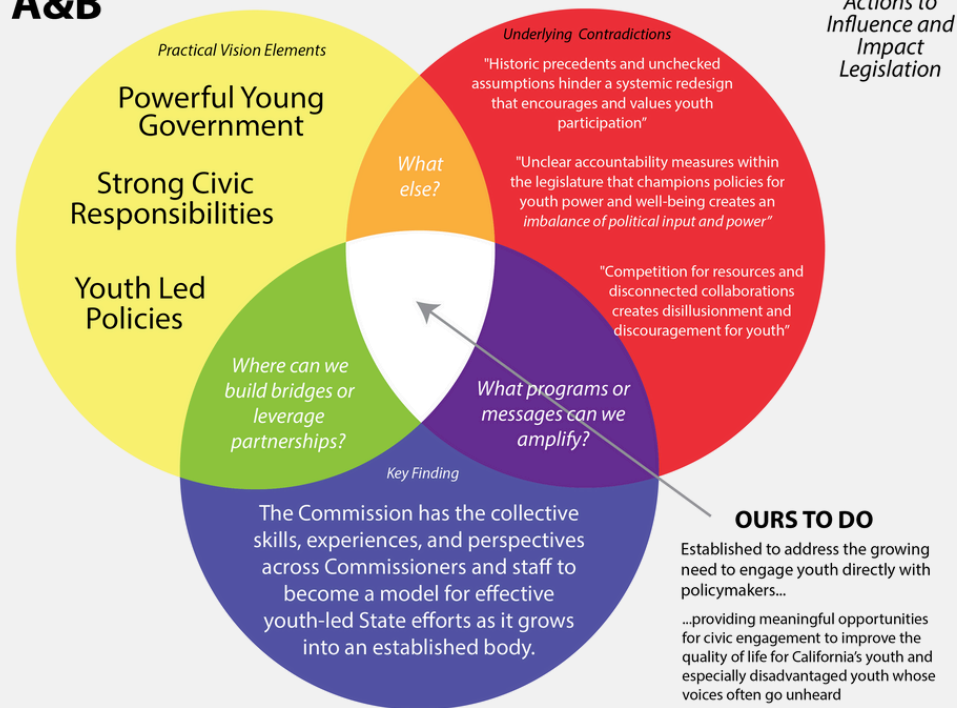 A&B
Actions to
Influence and
Impact
Legislation
Practical Vision Elements
Powerful Young
Government
Strong Civic
Responsibilities
Youth Led
Policies
What
else?
Underlying Contradictions
"Historic precedents and unchecked
assumptions hinder a systemic redesign
that encourages and values youth
participation”
"Unclear accountability measures within
the legislature that champions policies for
youth power and well-being creates an
imbalance of political input and power”
"Competition for resources and
disconnected collaborations
creates disillusionment and
discouragement for youth”
Where can we
build bridges or
leverage
partnerships?
What programs or
messages can we
amplify?
Key Finding
The Commission has the collective
skills, experiences, and perspectives
across Commissioners and staff to
become a model for effective
youth-led State efforts as it grows
into an established body.
OURS TO DO
Established to address the growing
need to engage youth directly with
policymakers...
...providing meaningful opportunities
for civic engagement to improve the
quality of life for California’s youth and
especially disadvantaged youth whose
voices often go unheard